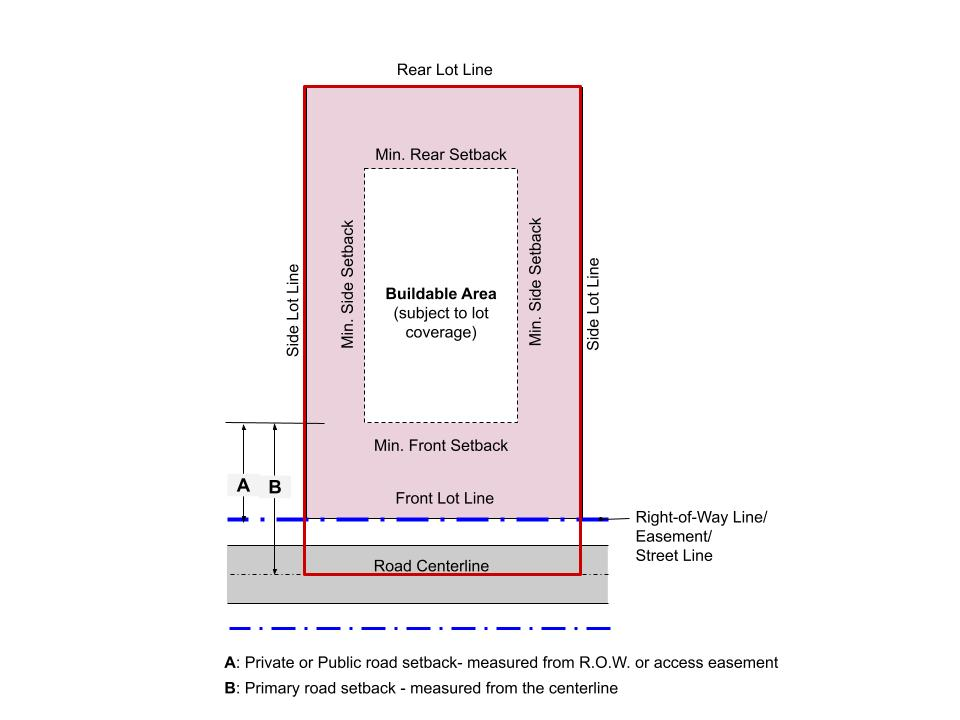 Rear Lot Line
Min. Rear Setback
Side Lot Line
Min. Side Setback
Buildable Area
(subject to lot
coverage)
Min. Side Setback
Side Lot Line
Min. Front Setback
A
B
Front Lot Line
Right-of-Way Line/
Easement/
Street Line
Road Centerline
A: Private or Public road setback- measured from R.O.W. or access easement
B: Primary road setback - measured from the centerline